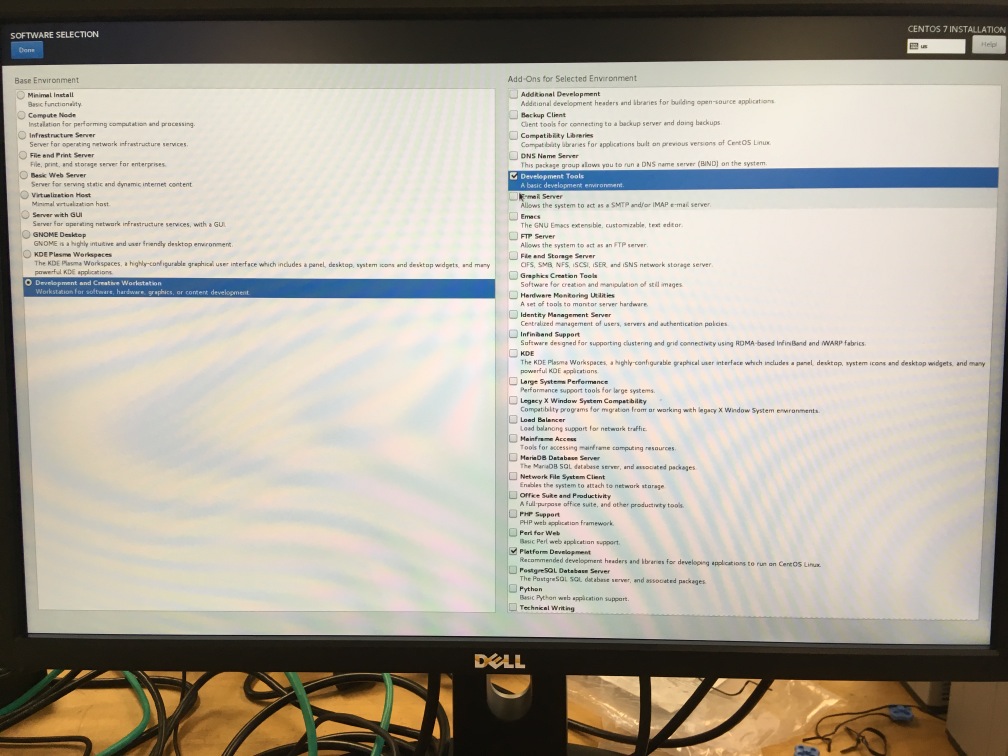 SOFTWARE SELECTION
Done
CENTOS 7 INSTALLATION
us
Help!
Base Environment
Minimal Install
Basic functionality.
Compute Node
Installation for performing computation and processing.
Infrastructure Server
Server for operating network infrastructure services.
File and Print Server
File, print, and storage server for enterprises.
Basic Web Server
Server for serving static and dynamic internet content.
Virtualization Host
Minimal virtualization host.
Server with GUI
Server for operating network infrastructure services, with a GUI.
GNOME Desktop
GNOME is a highly intuitive and user friendly desktop environment.
KDE Plasma Workspaces
The KDE Plasma Workspaces, a highly-configurable graphical user interface which includes a panel, desktop, system icons and desktop widgets, and many
powerful KDE applications.
Development and Creative Workstation
Workstation for software, hardware, graphics, or content development.
Add-Ons for Selected Environment
Additional Development
Additional development headers and libraries for building open-source applications.
Backup Client
Client tools for connecting to a backup server and doing backups.
Compatibility Libraries
Compatibility libraries for applications built on previous versions of CentOS Linux.
DNS Name Server
This package group allows you to run a DNS name server (BIND) on the system.
Development Tools
A basic development environment.
E-mail Server
Allows the system to act as a SMTP and/or IMAP e-mail server.
Emacs
The GNU Emacs extensible, customizable, text editor.
FTP Server
Allows the system to act as an FTP server.
File and Storage Server
CIFS, SMB, NFS, iSCSI, iSER, and iSNS network storage server.
Graphics Creation Tools
Software for creation and manipulation of still images.
Hardware Monitoring Utilities
A set of tools to monitor server hardware.
Identity Management Server
Centralized management of users, servers and authentication policies.
Infiniband Support
Software designed for supporting clustering and grid connectivity using RDMA-based InfiniBand and iWARP fabrics.
KDE
The KDE Plasma Workspaces, a highly-configurable graphical user interface which includes a panel, desktop, system icons and desktop widgets, and many
powerful KDE applications.
Large Systems Performance
Performance support tools for large systems.
Legacy X Window System Compatibility
Compatibility programs for migration from or working with legacy X Window System environments.
Load Balancer
Load balancing support for network traffic.
Mainframe Access
Tools for accessing mainframe computing resources.
MariaDB Database Server
The MariaDB SQL database server, and associated packages.
Network File System Client
Enables the system to attach to network storage.
Office Suite and Productivity
A full-purpose office suite, and other productivity tools.
PHP Support
PHP web application framework.
Perl for Web
Basic Perl web application support.
Platform Development
Recommended development headers and libraries for developing applications to run on CentOS Linux.
PostgreSQL Database Server
The PostgreSQL SQL database server, and associated packages.
Python
Basic Python web application support.
Technical Writing
DELL